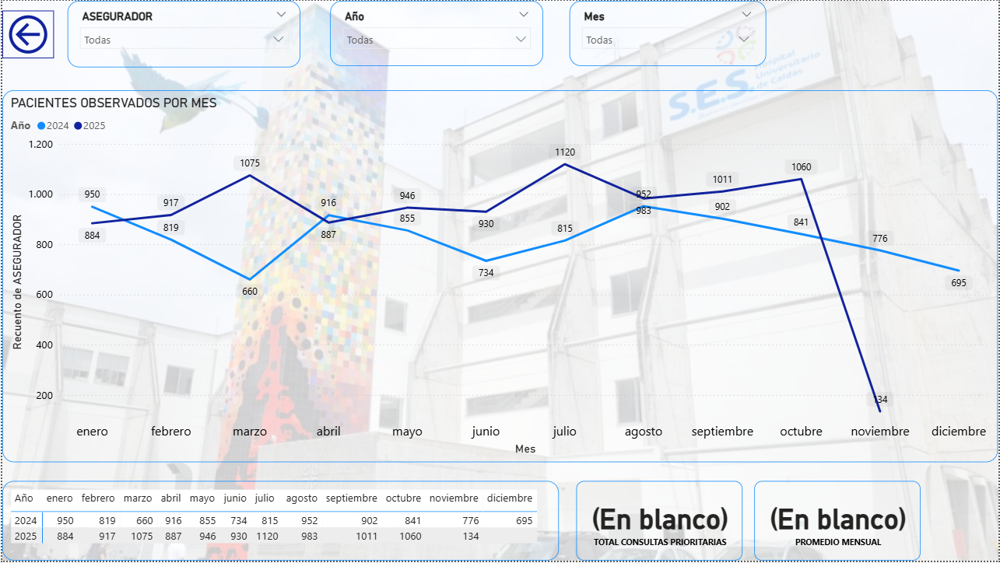 ASEGURADOR
Todas
Año
Todas
Mes
Todas
Hospital
Universitario
de Caldas
S.E.S.
PACIENTES OBSERVADOS POR MES
Año 2024 2025
Recuento de ASEGURADOR
1.200
1.000
800
600
400
200
950 819 660 916 855 734 815 952 902 841 776 695
884 917 1075 887 946 930 1120 983 1011 1060 134
enero febrero marzo abril mayo junio julio agosto septiembre octubre noviembre diciembre
Mes
Año enero febrero marzo abril mayo junio julio agosto septiembre octubre noviembre diciembre
2024 950 819 660 916 855 734 815 952 902 841 776 695
2025 884 917 1075 887 946 930 1120 983 1011 1060 134
(En blanco)
TOTAL CONSULTAS PRIORITARIAS
(En blanco)
PROMEDIO MENSUAL